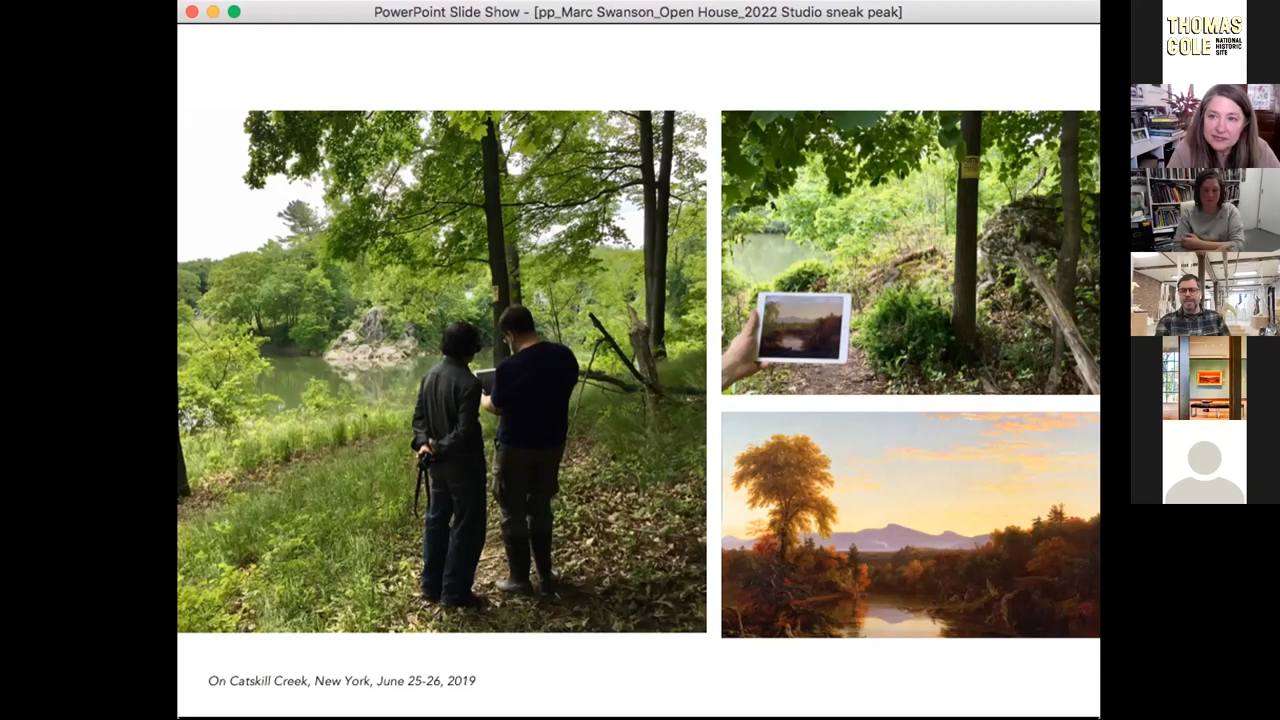 PowerPoint Slide Show - [pp_Marc Swanson_Open House_2022 Studio sneak peak]
THOMAS
COLE
NATIONAL
HISTORIC
SITE
On Catskill Creek, New York, June 25-26, 2019